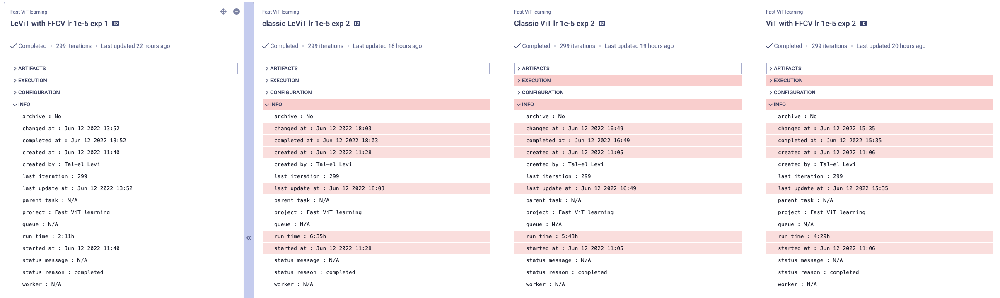 Fast ViT learning
LeViT with FFCV lr 1e-5 exp 1 ID
Completed • 299 iterations • Last updated 22 hours ago
ARTIFACTS
EXECUTION
CONFIGURATION
INFO
archive : No
changed at : Jun 12 2022 13:52
completed at : Jun 12 2022 13:52
created at : Jun 12 2022 11:40
created by : Tal-el Levi
last iteration : 299
last update at : Jun 12 2022 13:52
parent task : N/A
project : Fast ViT learning
queue : N/A
run time : 2:11h
started at : Jun 12 2022 11:40
status message : N/A
status reason : completed
worker : N/A
Fast ViT learning
classic LeViT lr 1e-5 exp 2 ID
Completed • 299 iterations • Last updated 18 hours ago
ARTIFACTS
EXECUTION
CONFIGURATION
INFO
archive : No
changed at : Jun 12 2022 18:03
completed at : Jun 12 2022 18:03
created at : Jun 12 2022 11:28
created by : Tal-el Levi
last iteration : 299
last update at : Jun 12 2022 18:03
parent task : N/A
project : Fast ViT learning
queue : N/A
run time : 6:35h
started at : Jun 12 2022 11:28
status message : N/A
status reason : completed
worker : N/A
Fast ViT learning
Classic ViT lr 1e-5 exp 2 ID
Completed • 299 iterations • Last updated 19 hours ago
ARTIFACTS
EXECUTION
CONFIGURATION
INFO
archive : No
changed at : Jun 12 2022 16:49
completed at : Jun 12 2022 16:49
created at : Jun 12 2022 11:05
created by : Tal-el Levi
last iteration : 299
last update at : Jun 12 2022 16:49
parent task : N/A
project : Fast ViT learning
queue : N/A
run time : 5:43h
started at : Jun 12 2022 11:05
status message : N/A
status reason : completed
worker : N/A
Fast ViT learning
ViT with FFCV lr 1e-5 exp 2 ID
Completed • 299 iterations • Last updated 20 hours ago
ARTIFACTS
EXECUTION
CONFIGURATION
INFO
archive : No
changed at : Jun 12 2022 15:35
completed at : Jun 12 2022 15:35
created at : Jun 12 2022 11:06
created by : Tal-el Levi
last iteration : 299
last update at : Jun 12 2022 15:35
parent task : N/A
project : Fast ViT learning
queue : N/A
run time : 4:29h
started at : Jun 12 2022 11:06
status message : N/A
status reason : completed
worker : N/A